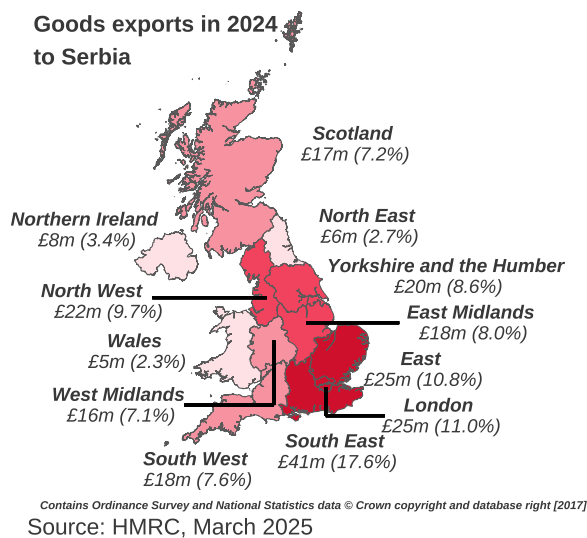 Goods exports in 2024
to Serbia
Scotland
£17m (7.2%)
Northern Ireland
£8m (3.4%)
North East
£6m (2.7%)
Yorkshire and the Humber
£20m (8.6%)
North West
£22m (9.7%)
East Midlands
£18m (8.0%)
Wales
£5m (2.3%)
East
£25m (10.8%)
West Midlands
£16m (7.1%)
London
£25m (11.0%)
South East
£41m (17.6%)
South West
£18m (7.6%)
Contains Ordinance Survey and National Statistics data © Crown copyright and database right [2017]
Source: HMRC, March 2025